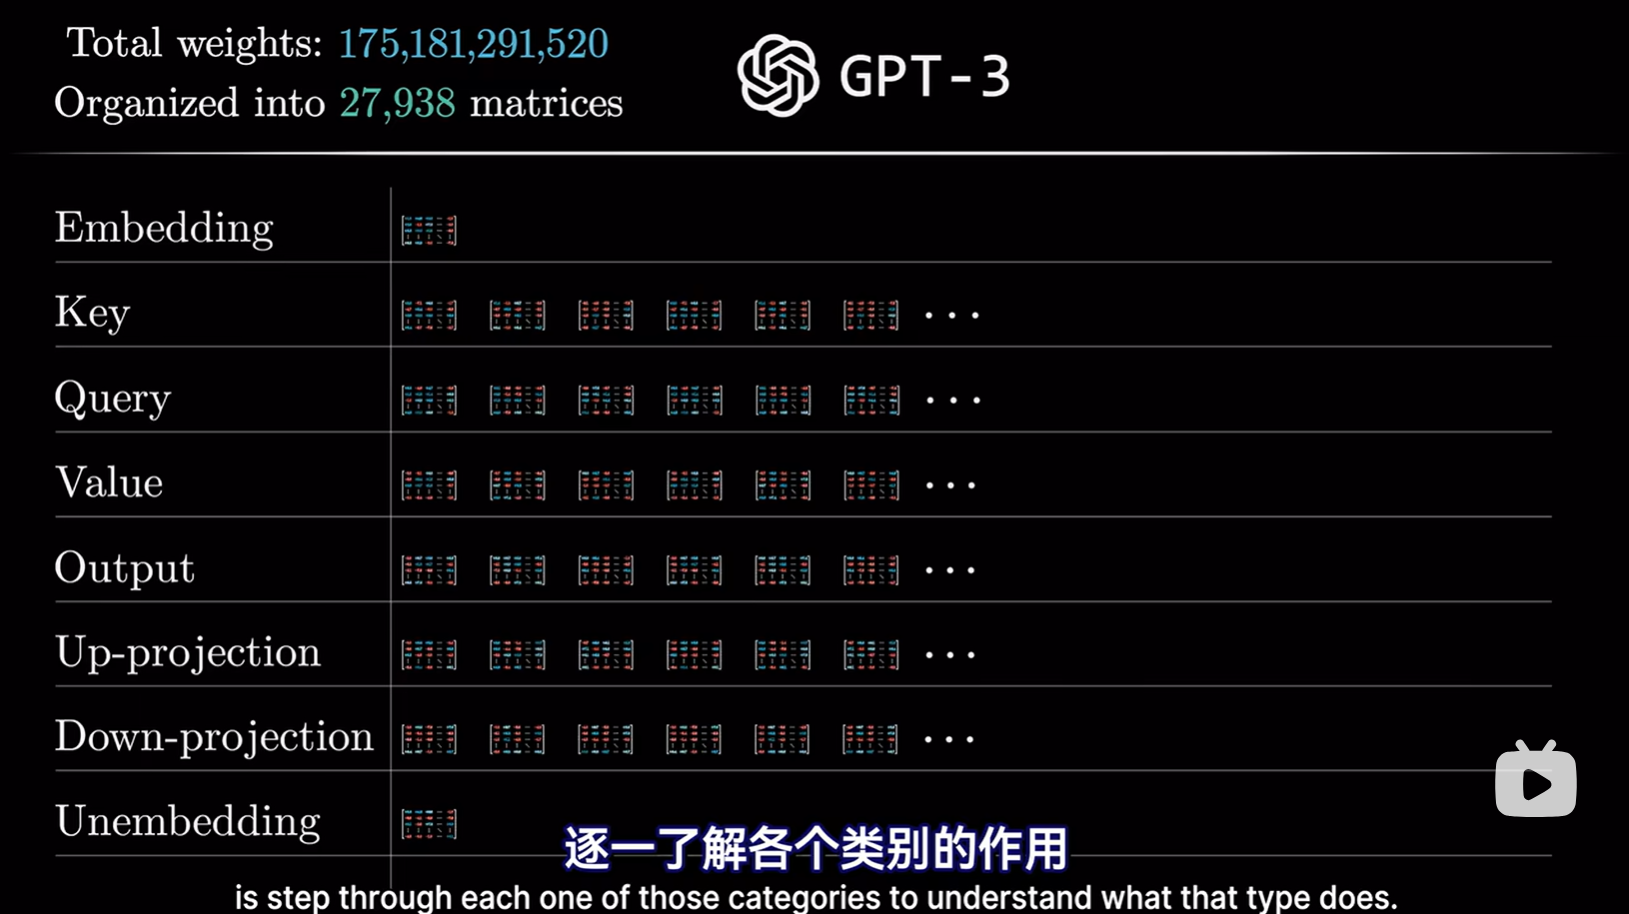 Total weights: 175,181,291,520
Organized into 27,938 matrices
GPT-3
Embedding
Key
Query
Value
Output
Up-projection
Down-projection
Unembedding
逐一了解各个类别的作用
is step through each one of those categories to understand what that type does.